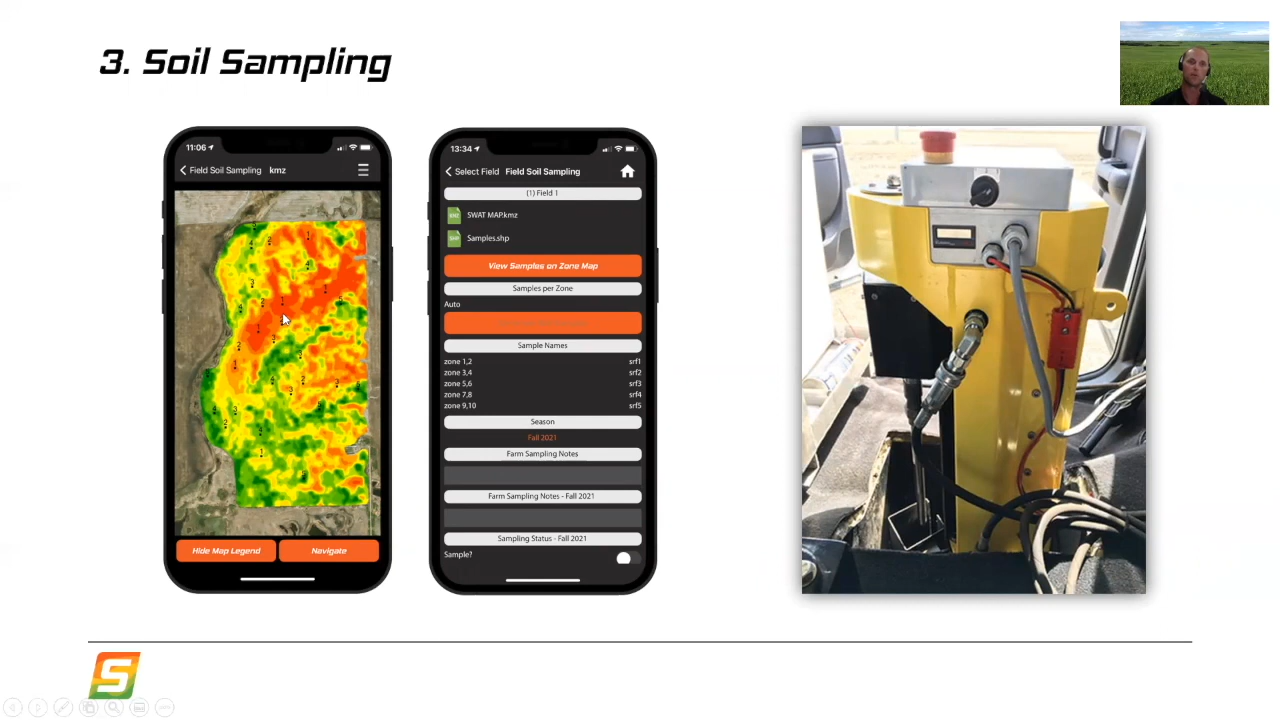 3. Soil Sampling
11:06
Field Soil Sampling kmz
Hide Map Legend
Navigate
13:34
Select Field Field Soil Sampling
(1) Field 1
KMZ SWAT MAP.kmz
SHP Samples.shp
View Samples on Zone Map
Samples per Zone
Auto
Sample Names
zone 1,2 srf1
zone 3,4 srf2
zone 5,6 srf3
zone 7,8 srf4
zone 9,10 srf5
Season
Fall 2021
Farm Sampling Notes
Farm Sampling Notes - Fall 2021
Sampling Status - Fall 2021
Sample?
S